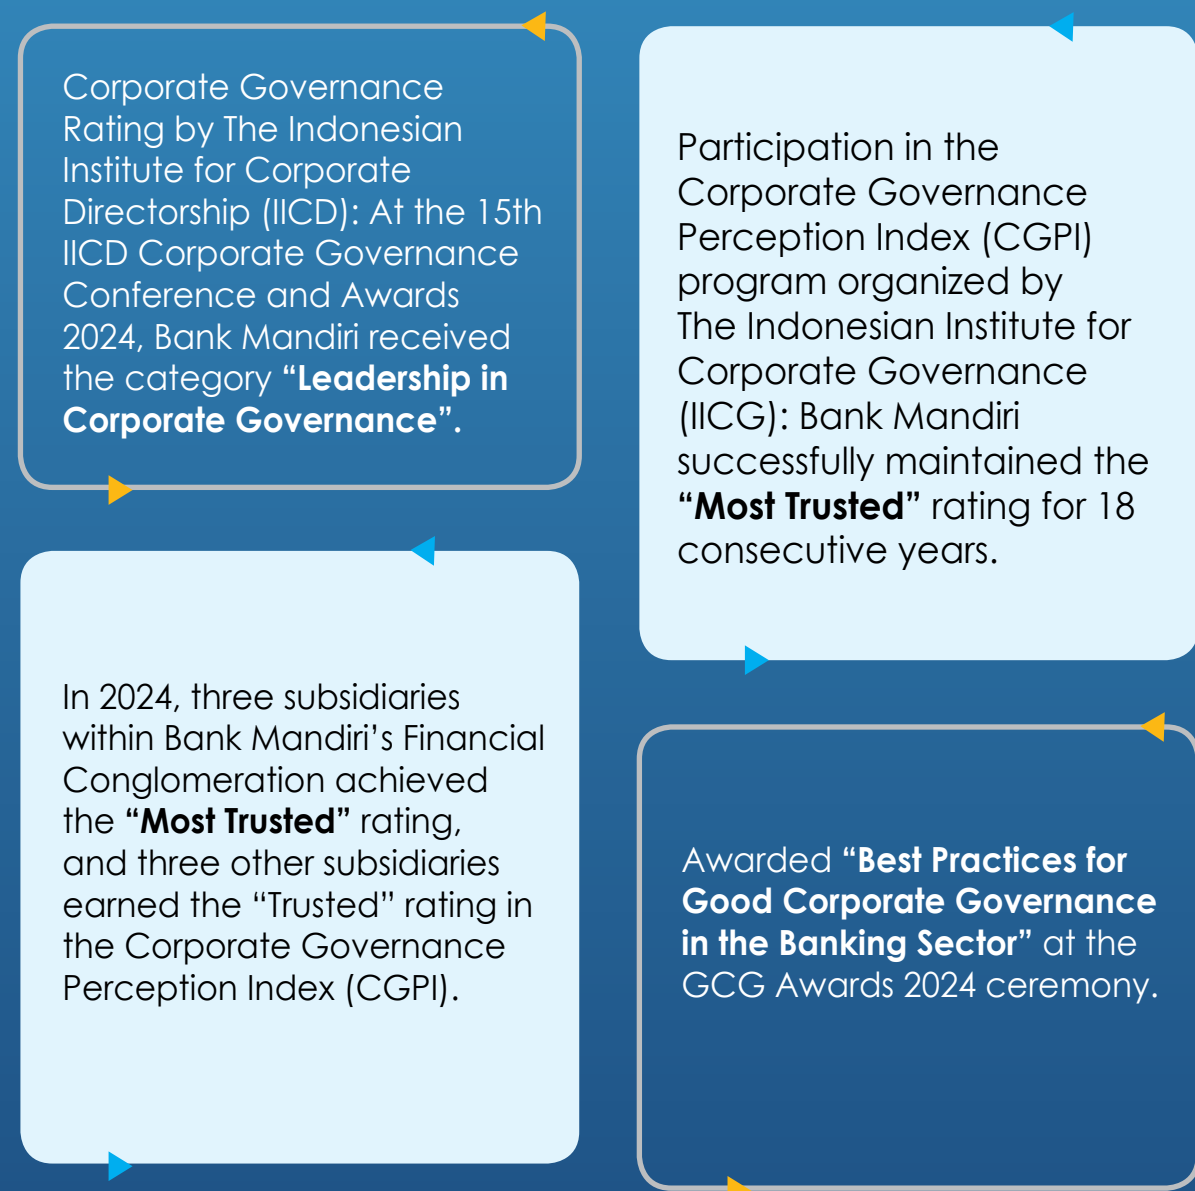 Corporate Governance
Rating by The Indonesian
Institute for Corporate
Directorship (IICD): At the 15th
IICD Corporate Governance
Conference and Awards
2024, Bank Mandiri received
the category “Leadership in
Corporate Governance”.
Participation in the
Corporate Governance
Perception Index (CGPI)
program organized by
The Indonesian Institute for
Corporate Governance
(IICG): Bank Mandiri
successfully maintained the
“Most Trusted” rating for 18
consecutive years.
In 2024, three subsidiaries
within Bank Mandiri’s Financial
Conglomeration achieved
the “Most Trusted” rating,
and three other subsidiaries
earned the “Trusted” rating in
the Corporate Governance
Perception Index (CGPI).
Awarded “Best Practices for
Good Corporate Governance
in the Banking Sector” at the
GCG Awards 2024 ceremony.